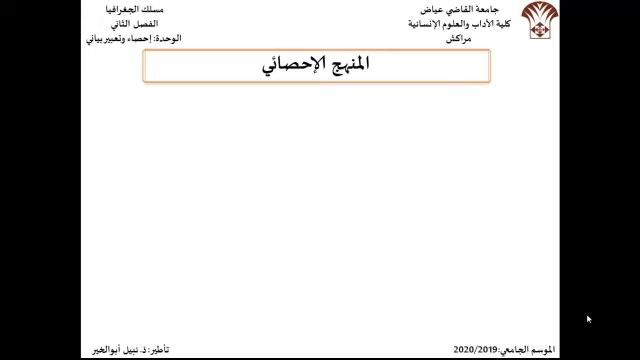 جامعة القاضي عياض
كلية الآداب والعلوم الإنسانية
مراكش
مسلك الجغرافيا
الفصل الثاني
الوحدة: إحصاء وتعبير بياني
المنهج الإحصائي
الموسم الجامعي: 2020/2019
تأطير: ذ. نبيل أبوالخير